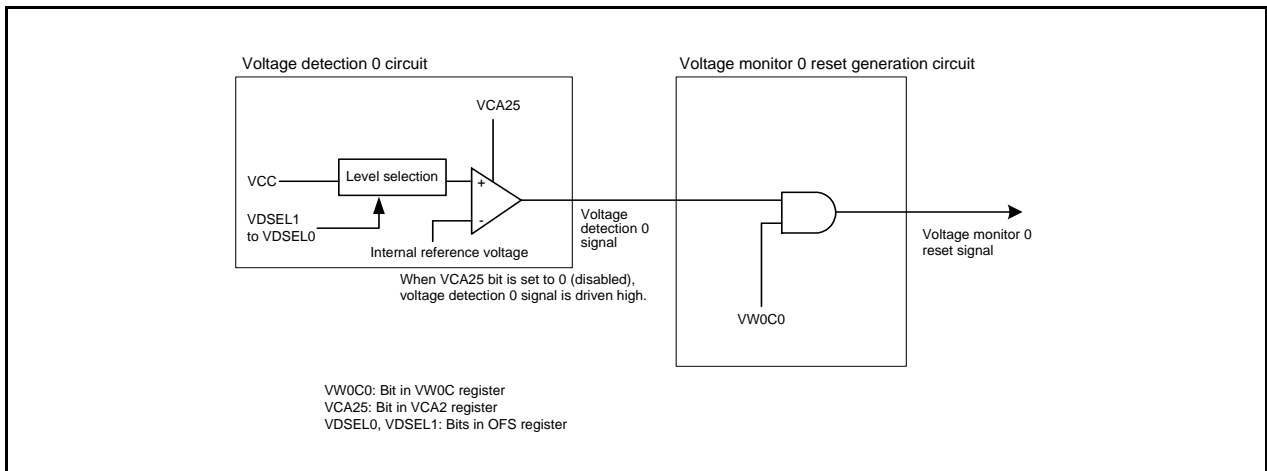 Voltage detection 0 circuit
Voltage monitor 0 reset generation circuit
VCA25
VCC
Level selection
+
-
VDSEL1
to VDSEL0
Internal reference voltage
When VCA25 bit is set to 0 (disabled),
voltage detection 0 signal is driven high.
Voltage
detection 0
signal
VW0C0
Voltage monitor 0
reset signal
VW0C0: Bit in VW0C register
VCA25: Bit in VCA2 register
VDSEL0, VDSEL1: Bits in OFS register